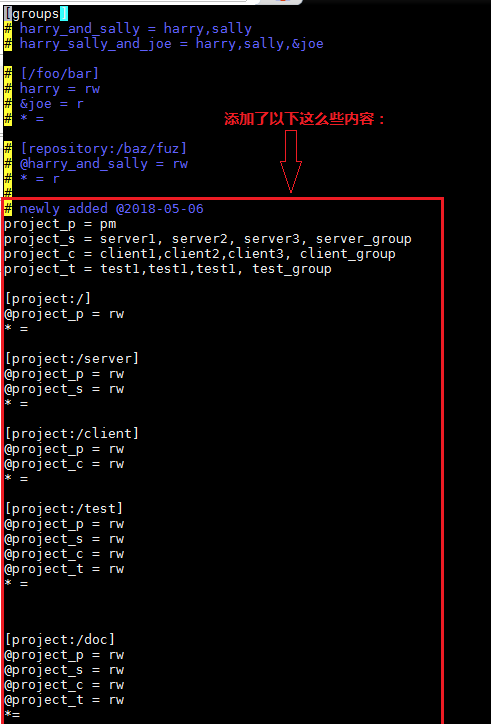 [groups]
# harry_and_sally = harry,sally
# harry_sally_and_joe = harry,sally,&joe
# [/foo/bar]
# harry = rw
# &joe = r
# * =
添加了以下这么些内容：
# [repository:/baz/fuz]
# @harry_and_sally = rw
# * = r
#
# newly added @2018-05-06
project_p = pm
project_s = server1, server2, server3, server_group
project_c = client1,client2,client3, client_group
project_t = test1,test1,test1, test_group
[project:/]
@project_p = rw
* =
[project:/server]
@project_p = rw
@project_s = rw
* =
[project:/client]
@project_p = rw
@project_c = rw
* =
[project:/test]
@project_p = rw
@project_s = rw
@project_c = rw
@project_t = rw
* =
[project:/doc]
@project_p = rw
@project_s = rw
@project_c = rw
@project_t = rw
*=